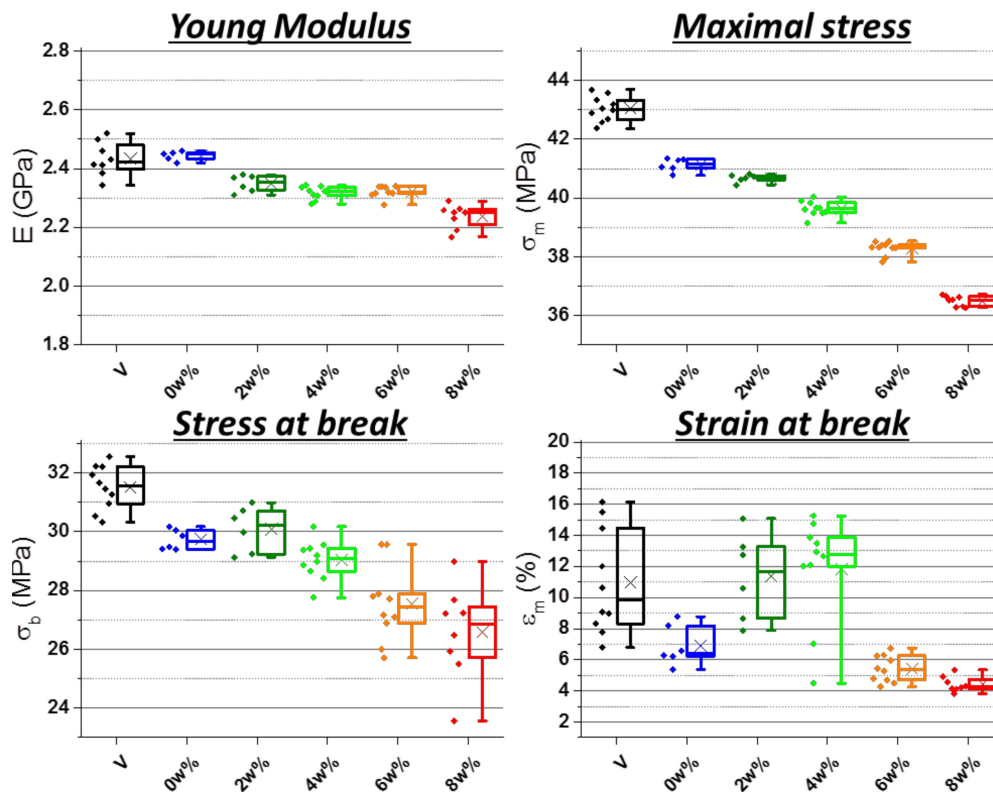 Young Modulus
E (GPa)
2.8
2.6
2.4
2.2
2.0
1.8
V
0w%
2w%
4w%
6w%
8w%
Maximal stress
σm (MPa)
44
42
40
38
36
V
0w%
2w%
4w%
6w%
8w%
Stress at break
σb (MPa)
32
30
28
26
24
V
0w%
2w%
4w%
6w%
8w%
Strain at break
εm (%)
20
18
16
14
12
10
8
6
4
2
V
0w%
2w%
4w%
6w%
8w%